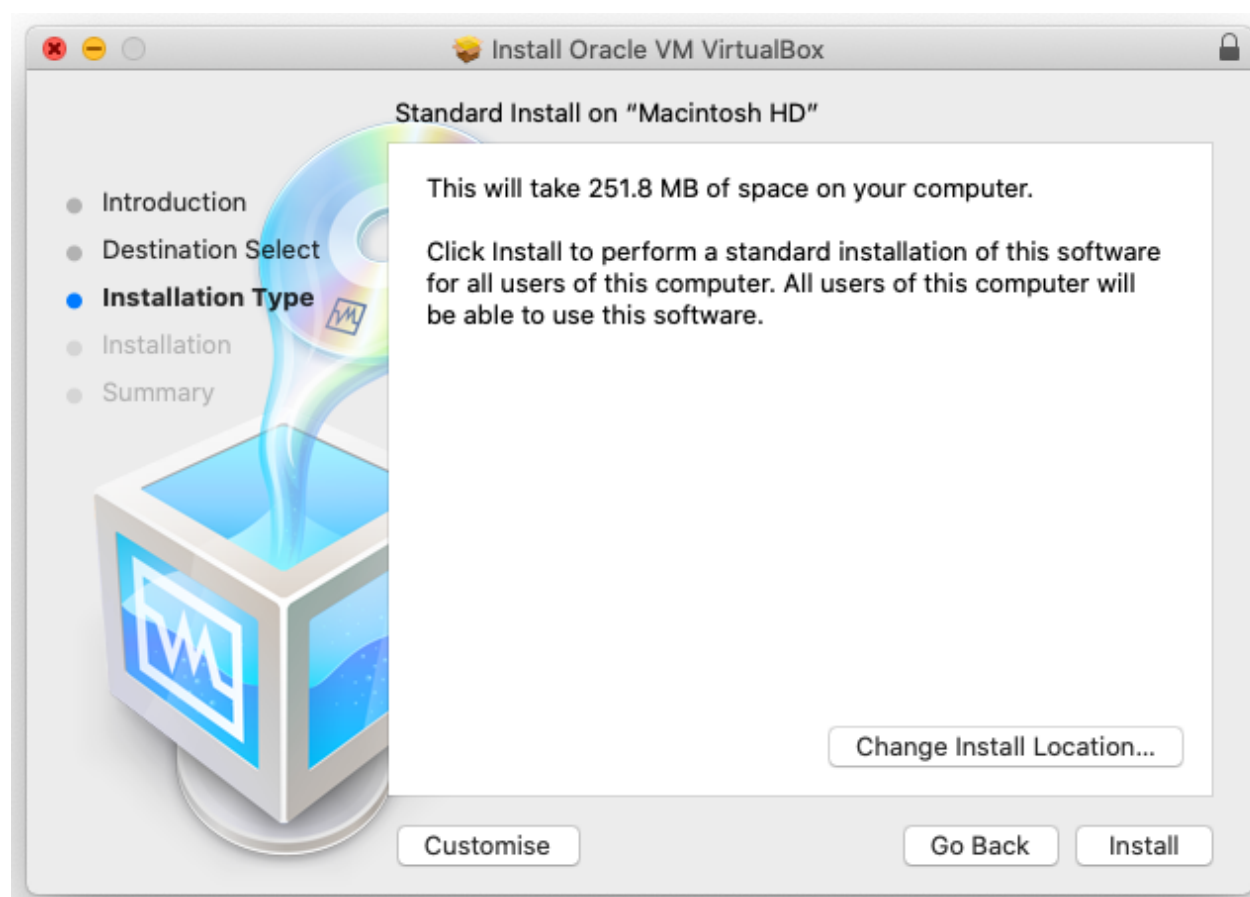 Install Oracle VM VirtualBox
Standard Install on "Macintosh HD"
Introduction
Destination Select
Installation Type
Installation
Summary
This will take 251.8 MB of space on your computer.
Click Install to perform a standard installation of this software
for all users of this computer. All users of this computer will
be able to use this software.
Change Install Location...
Customise
Go Back
Install